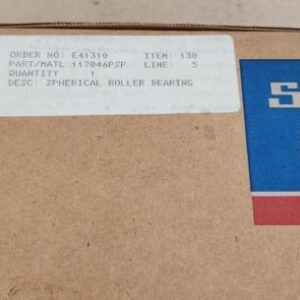 ORDER NO: E41310 ITEM: 130
PART/MATL 117046PSP LINE: 5
QUANTITY 1
DESC: SPHERICAL ROLLER BEARING
S